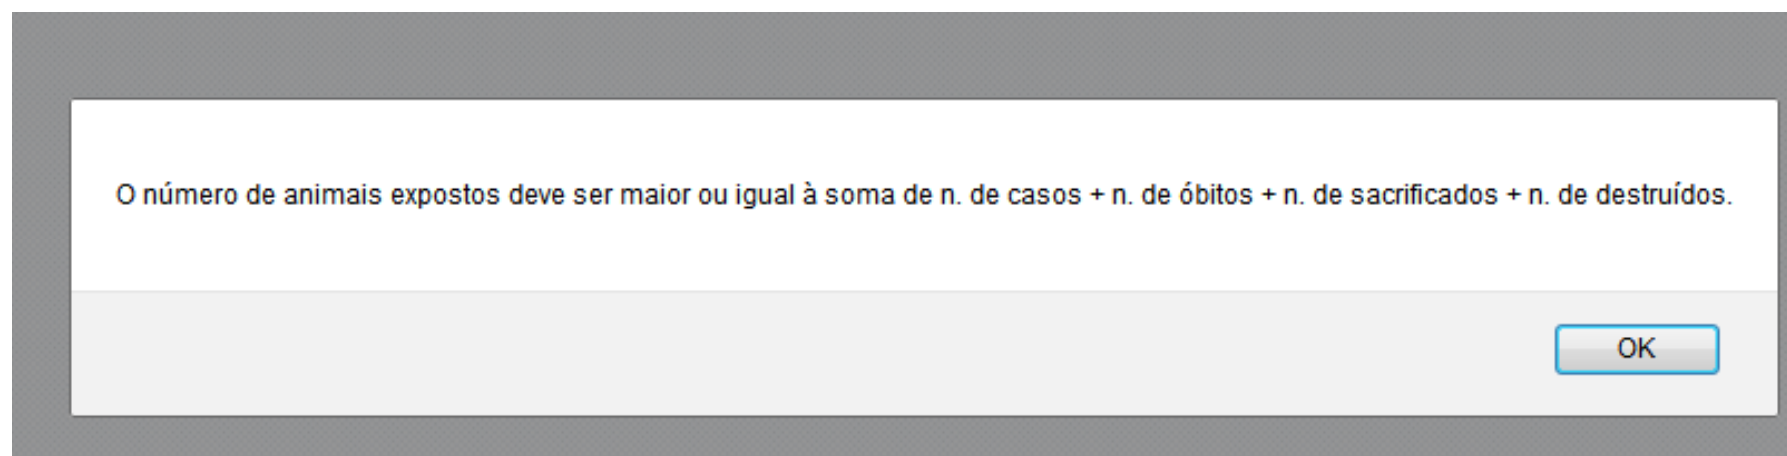 O número de animais expostos deve ser maior ou igual à soma de n. de casos + n. de óbitos + n. de sacrificados + n. de destruídos.
OK